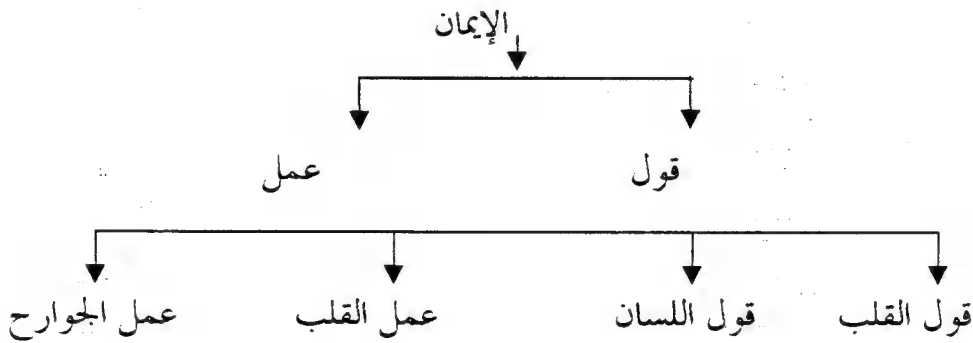 الإيمان
قول عمل
قول القلب قول اللسان عمل القلب عمل الجوارح